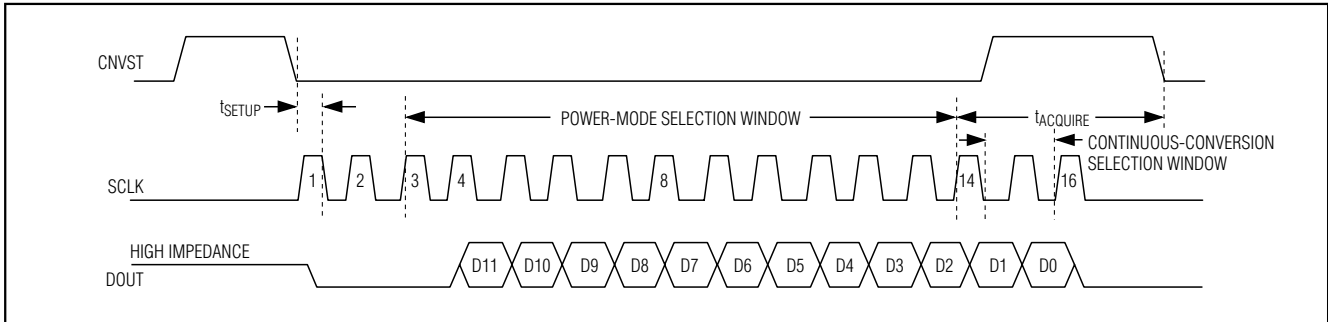 CNVST
tSETUP
POWER-MODE SELECTION WINDOW
tACQUIRE
CONTINUOUS-CONVERSION
SELECTION WINDOW
SCLK
1 2 3 4 8 14 16
HIGH IMPEDANCE
DOUT
D11 D10 D9 D8 D7 D6 D5 D4 D3 D2 D1 D0